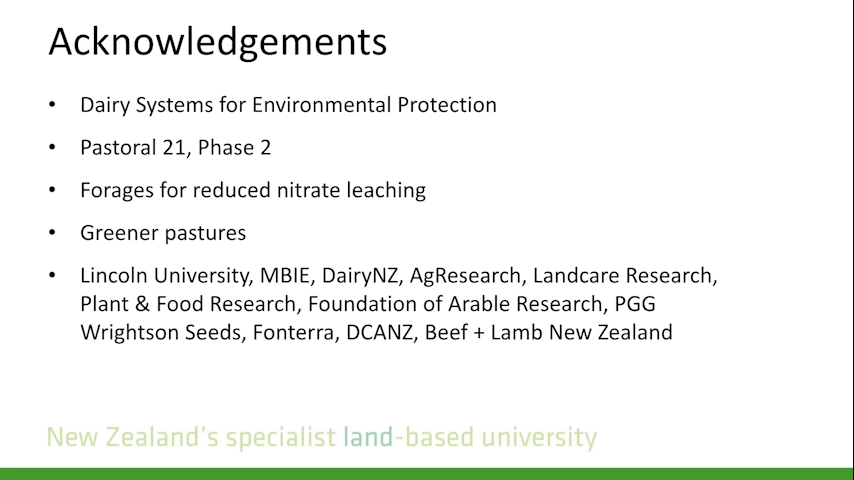 Acknowledgements
• Dairy Systems for Environmental Protection
• Pastoral 21, Phase 2
• Forages for reduced nitrate leaching
• Greener pastures
• Lincoln University, MBIE, DairyNZ, AgResearch, Landcare Research,
Plant & Food Research, Foundation of Arable Research, PGG
Wrightson Seeds, Fonterra, DCANZ, Beef + Lamb New Zealand
New Zealand's specialist land-based university